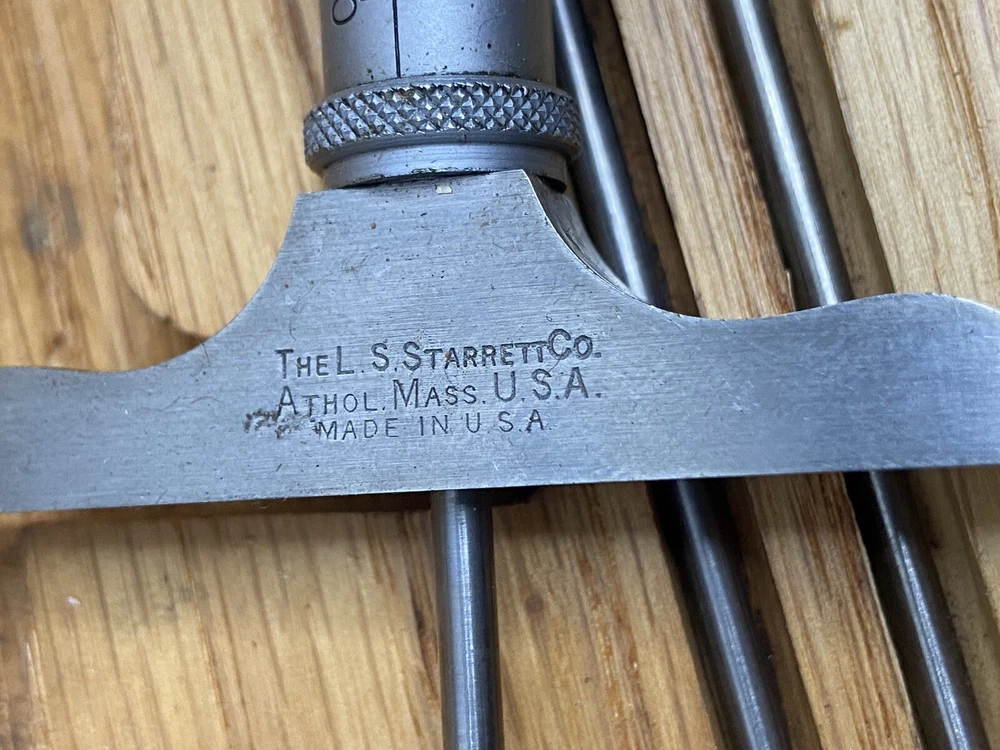 THE L. S. STARRETT CO.
ATHOL. MASS. U.S.A.
MADE IN U.S.A